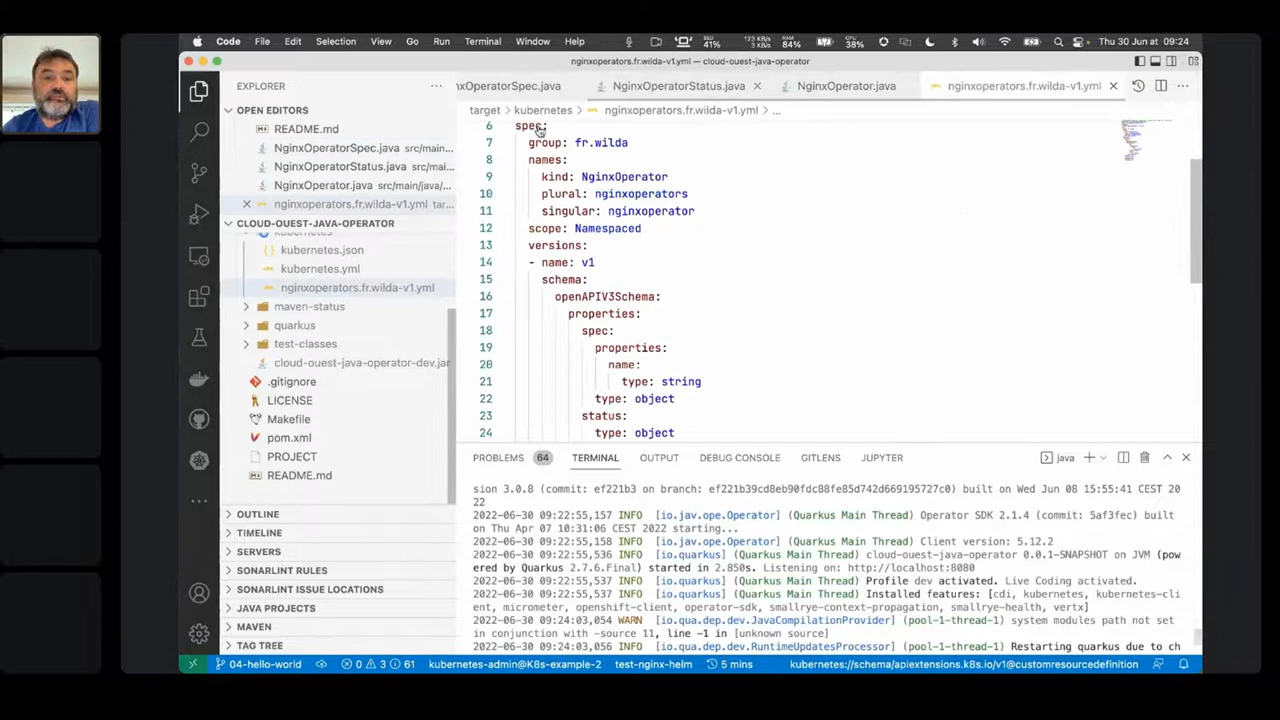 Code File Edit Selection View Go Run Terminal Window Help SSD 41% 123 KB 3 KB/s RAM 84% CPU 38% Thu 30 Jun at 09:24
nginxoperators.fr.wilda-v1.yml — cloud-ouest-java-operator
EXPLORER
OPEN EDITORS
README.md
NginxOperatorSpec.java src/main...
NginxOperatorStatus.java src/main...
NginxOperator.java src/main/java/...
nginxoperators.fr.wilda-v1.yml tar...
CLOUD-OUEST-JAVA-OPERATOR
kubernetes
kubernetes.json
kubernetes.yml
nginxoperators.fr.wilda-v1.yml
maven-status
quarkus
test-classes
cloud-ouest-java-operator-dev.jar
.gitignore
LICENSE
Makefile
pom.xml
PROJECT
README.md
OUTLINE
TIMELINE
SERVERS
SONARLINT RULES
SONARLINT ISSUE LOCATIONS
JAVA PROJECTS
MAVEN
TAG TREE
nxOperatorSpec.java NginxOperatorStatus.java NginxOperator.java nginxoperators.fr.wilda-v1.yml
target > kubernetes > nginxoperators.fr.wilda-v1.yml > ...
6 spec:
7 group: fr.wilda
8 names:
9 kind: NginxOperator
10 plural: nginxoperators
11 singular: nginxoperator
12 scope: Namespaced
13 versions:
14 - name: v1
15 schema:
16 openAPIV3Schema:
17 properties:
18 spec:
19 properties:
20 name:
21 type: string
22 type: object
23 status:
24 type: object
PROBLEMS 64 TERMINAL OUTPUT DEBUG CONSOLE GITLENS JUPYTER java
sion 3.0.8 (commit: ef221b3 on branch: ef221b39cd8eb90fdc88fe85d742d669195727c0) built on Wed Jun 08 15:55:41 CEST 20
22
2022-06-30 09:22:55,157 INFO [io.jav.ope.Operator] (Quarkus Main Thread) Operator SDK 2.1.4 (commit: 5af3fec) built
on Thu Apr 07 10:31:06 CEST 2022 starting...
2022-06-30 09:22:55,158 INFO [io.jav.ope.Operator] (Quarkus Main Thread) Client version: 5.12.2
2022-06-30 09:22:55,536 INFO [io.quarkus] (Quarkus Main Thread) cloud-ouest-java-operator 0.0.1-SNAPSHOT on JVM (pow
ered by Quarkus 2.7.6.Final) started in 2.850s. Listening on: http://localhost:8080
2022-06-30 09:22:55,537 INFO [io.quarkus] (Quarkus Main Thread) Profile dev activated. Live Coding activated.
2022-06-30 09:22:55,537 INFO [io.quarkus] (Quarkus Main Thread) Installed features: [cdi, kubernetes, kubernetes-cli
ent, micrometer, openshift-client, operator-sdk, smallrye-context-propagation, smallrye-health, vertx]
2022-06-30 09:24:03,054 WARN [io.qua.dep.dev.JavaCompilationProvider] (pool-1-thread-1) system modules path not set
in conjunction with -source 11, line -1 in [unknown source]
2022-06-30 09:24:03,056 INFO [io.qua.dep.dev.RuntimeUpdatesProcessor] (pool-1-thread-1) Restarting quarkus due to ch
04-hello-world 0 3 61 kubernetes-admin@K8s-example-2 test-nginx-helm 5 mins kubernetes://schema/apiextensions.k8s.io/v1@customresourcedefinition